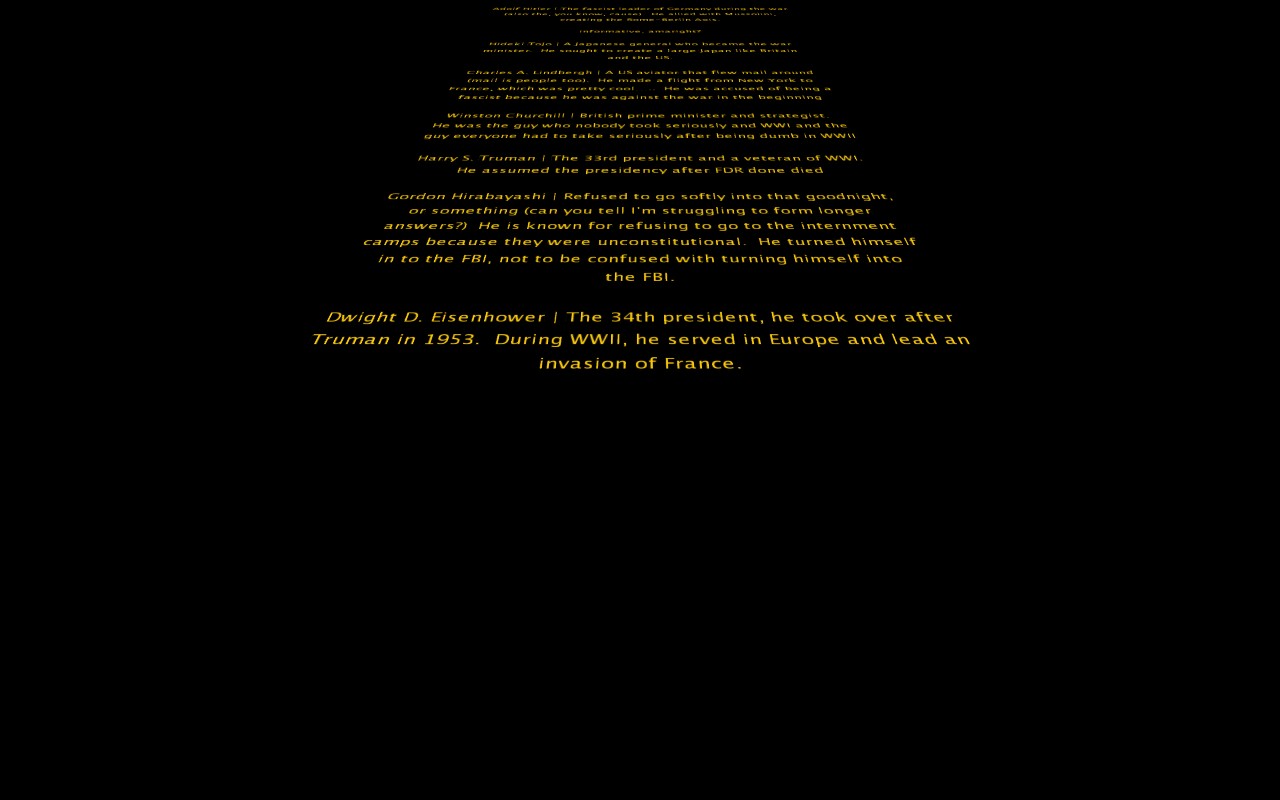 Adolf Hitler | The fascist leader of Germany during the war
(also the, you know, cause). He allied with Mussolini,
creating the Rome-Berlin Axis.
informative, amaright?
Hideki Tojo | A Japanese general who became the war
minister. He sought to create a large Japan like Britain
and the US.
Charles A. Lindbergh | A US aviator that flew mail around
(mail is people too). He made a flight from New York to
France, which was pretty cool ... He was accused of being a
fascist because he was against the war in the beginning
Winston Churchill | British prime minister and strategist.
He was the guy who nobody took seriously and WWI and the
guy everyone had to take seriously after being dumb in WWII
Harry S. Truman | The 33rd president and a veteran of WWI.
He assumed the presidency after FDR done died
Gordon Hirabayashi | Refused to go softly into that goodnight,
or something (can you tell I'm struggling to form longer
answers?) He is known for refusing to go to the internment
camps because they were unconstitutional. He turned himself
in to the FBI, not to be confused with turning himself into
the FBI.
Dwight D. Eisenhower | The 34th president, he took over after
Truman in 1953. During WWII, he served in Europe and lead an
invasion of France.